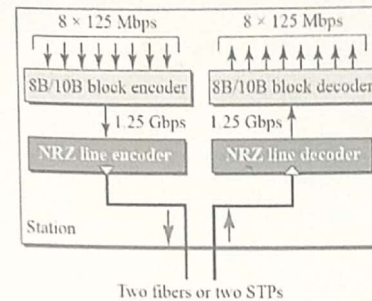 8 × 125 Mbps 8 × 125 Mbps
8B/10B block encoder 8B/10B block decoder
1.25 Gbps 1.25 Gbps
NRZ line encoder NRZ line decoder
Station
Two fibers or two STPs